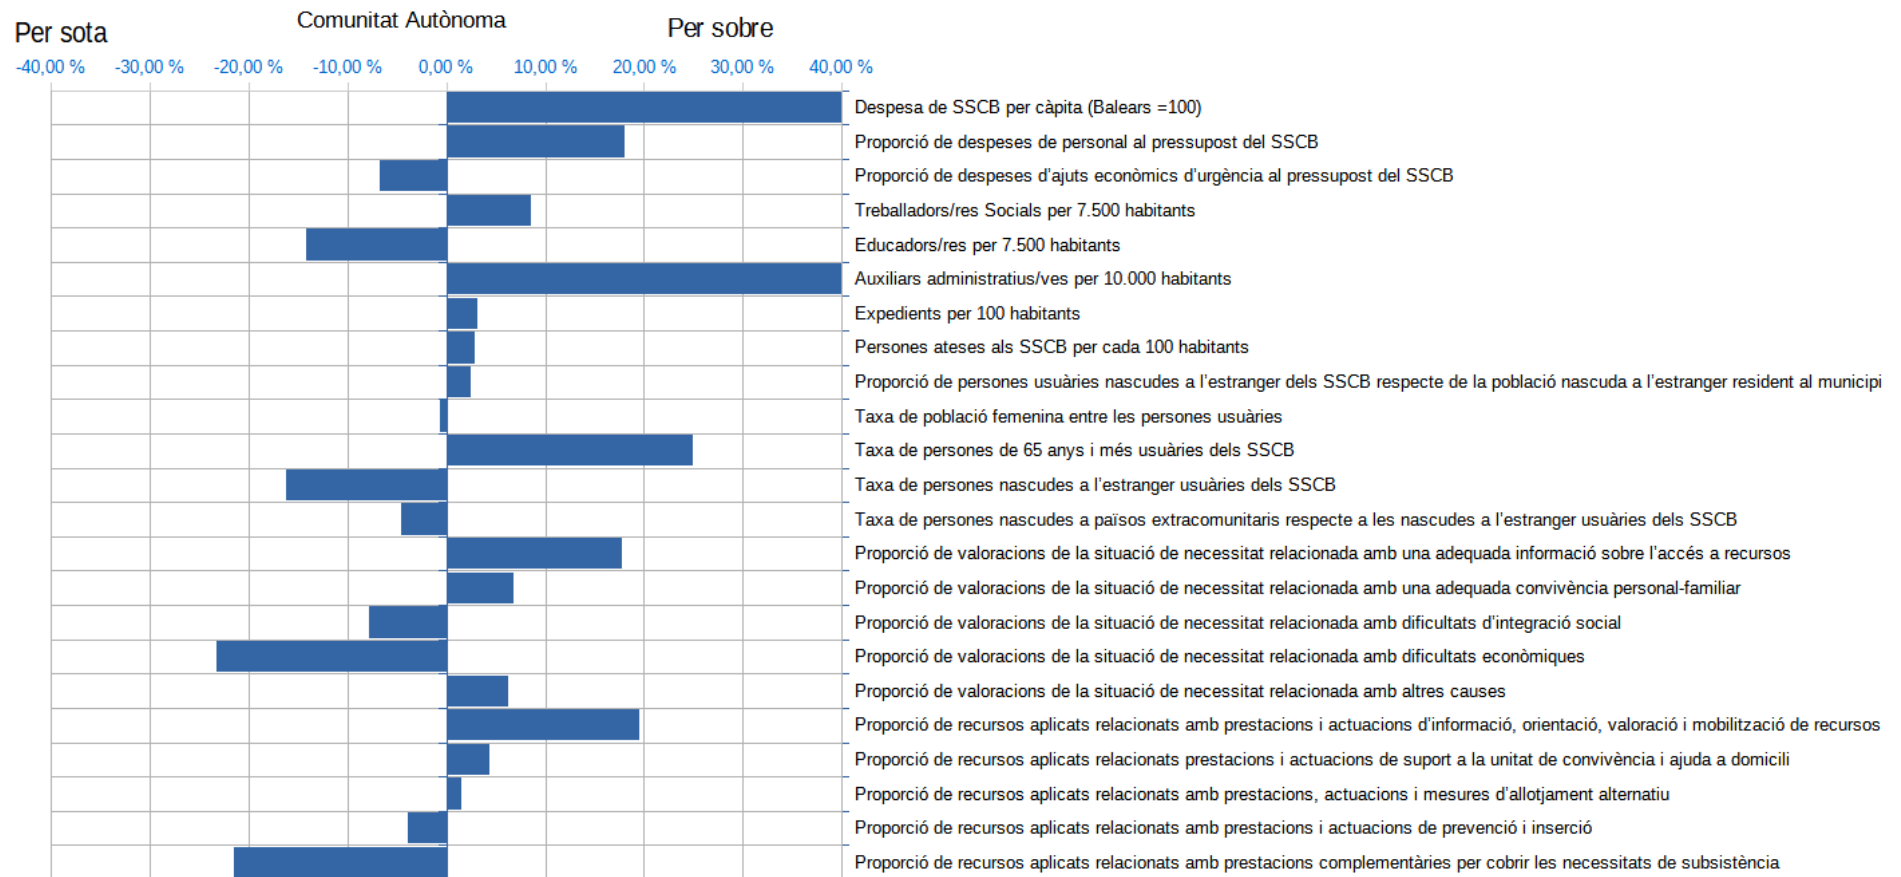 Comunitat Autònoma
Per sota
Per sobre
-40,00 %
-30,00 %
-20,00 %
-10,00 %
0,00 %
10,00 %
20,00 %
30,00 %
40,00 %
Despesa de SSCB per càpita (Balears =100)
Proporció de despeses de personal al pressupost del SSCB
Proporció de despeses d’ajuts econòmics d’urgència al pressupost del SSCB
Treballadors/res Socials per 7.500 habitants
Educadors/res per 7.500 habitants
Auxiliars administratius/ves per 10.000 habitants
Expedients per 100 habitants
Persones ateses als SSCB per cada 100 habitants
Proporció de persones usuàries nascudes a l’estranger dels SSCB respecte de la població nascuda a l’estranger resident al municipi
Taxa de població femenina entre les persones usuàries
Taxa de persones de 65 anys i més usuàries dels SSCB
Taxa de persones nascudes a l’estranger usuàries dels SSCB
Taxa de persones nascudes a països extracomunitaris respecte a les nascudes a l’estranger usuàries dels SSCB
Proporció de valoracions de la situació de necessitat relacionada amb una adequada informació sobre l’accés a recursos
Proporció de valoracions de la situació de necessitat relacionada amb una adequada convivència personal-familiar
Proporció de valoracions de la situació de necessitat relacionada amb dificultats d’integració social
Proporció de valoracions de la situació de necessitat relacionada amb dificultats econòmiques
Proporció de valoracions de la situació de necessitat relacionada amb altres causes
Proporció de recursos aplicats relacionats amb prestacions i actuacions d’informació, orientació, valoració i mobilització de recursos
Proporció de recursos aplicats relacionats prestacions i actuacions de suport a la unitat de convivència i ajuda a domicili
Proporció de recursos aplicats relacionats amb prestacions, actuacions i mesures d’allotjament alternatiu
Proporció de recursos aplicats relacionats amb prestacions i actuacions de prevenció i inserció
Proporció de recursos aplicats relacionats amb prestacions complementàries per cobrir les necessitats de subsistència